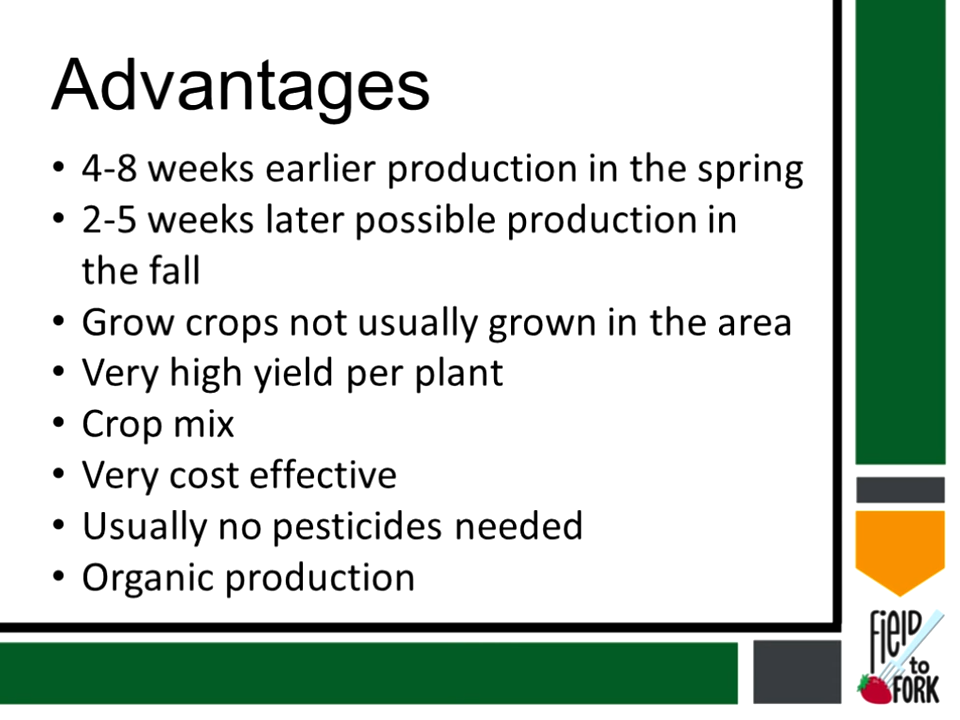 Advantages
• 4-8 weeks earlier production in the spring
• 2-5 weeks later possible production in
the fall
• Grow crops not usually grown in the area
• Very high yield per plant
• Crop mix
• Very cost effective
• Usually no pesticides needed
• Organic production
FiELD
to
FORK